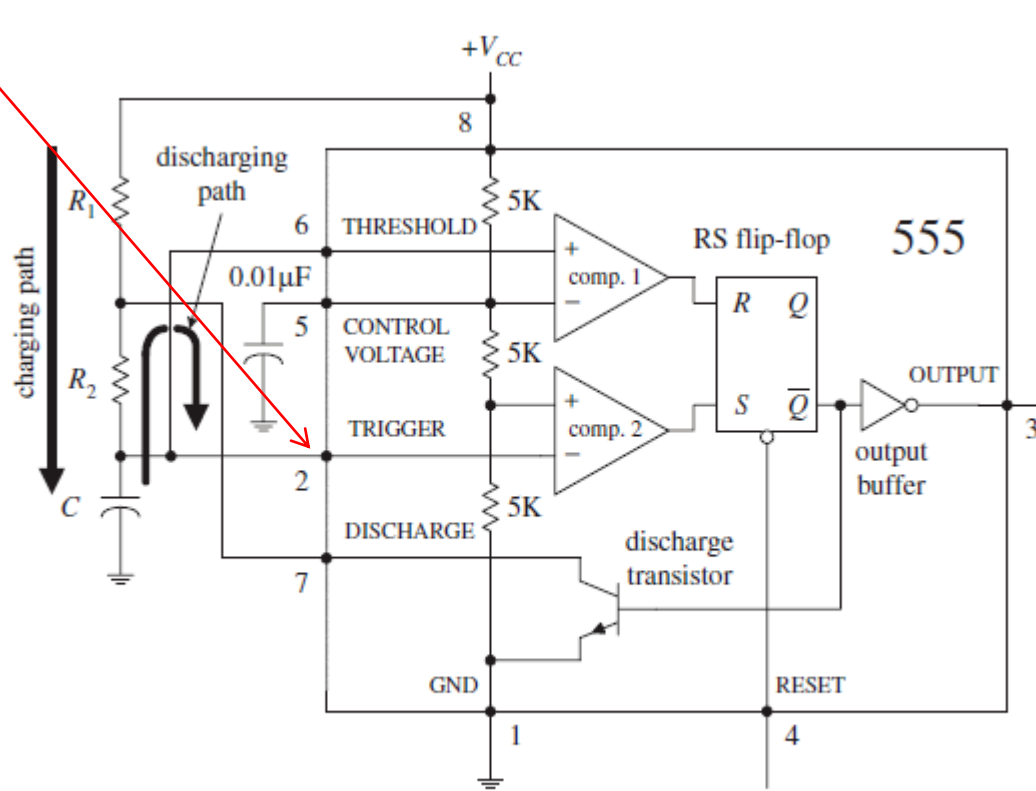 +V_CC
8
discharging
path
R₁
5K
6
THRESHOLD
RS flip-flop
555
+
comp. 1
−
0.01µF
R
Q
5
CONTROL
VOLTAGE
charging path
5K
R₂
OUTPUT
+
comp. 2
−
S
Q̅
TRIGGER
3
output
buffer
2
C
5K
DISCHARGE
discharge
transistor
7
GND
RESET
1
4